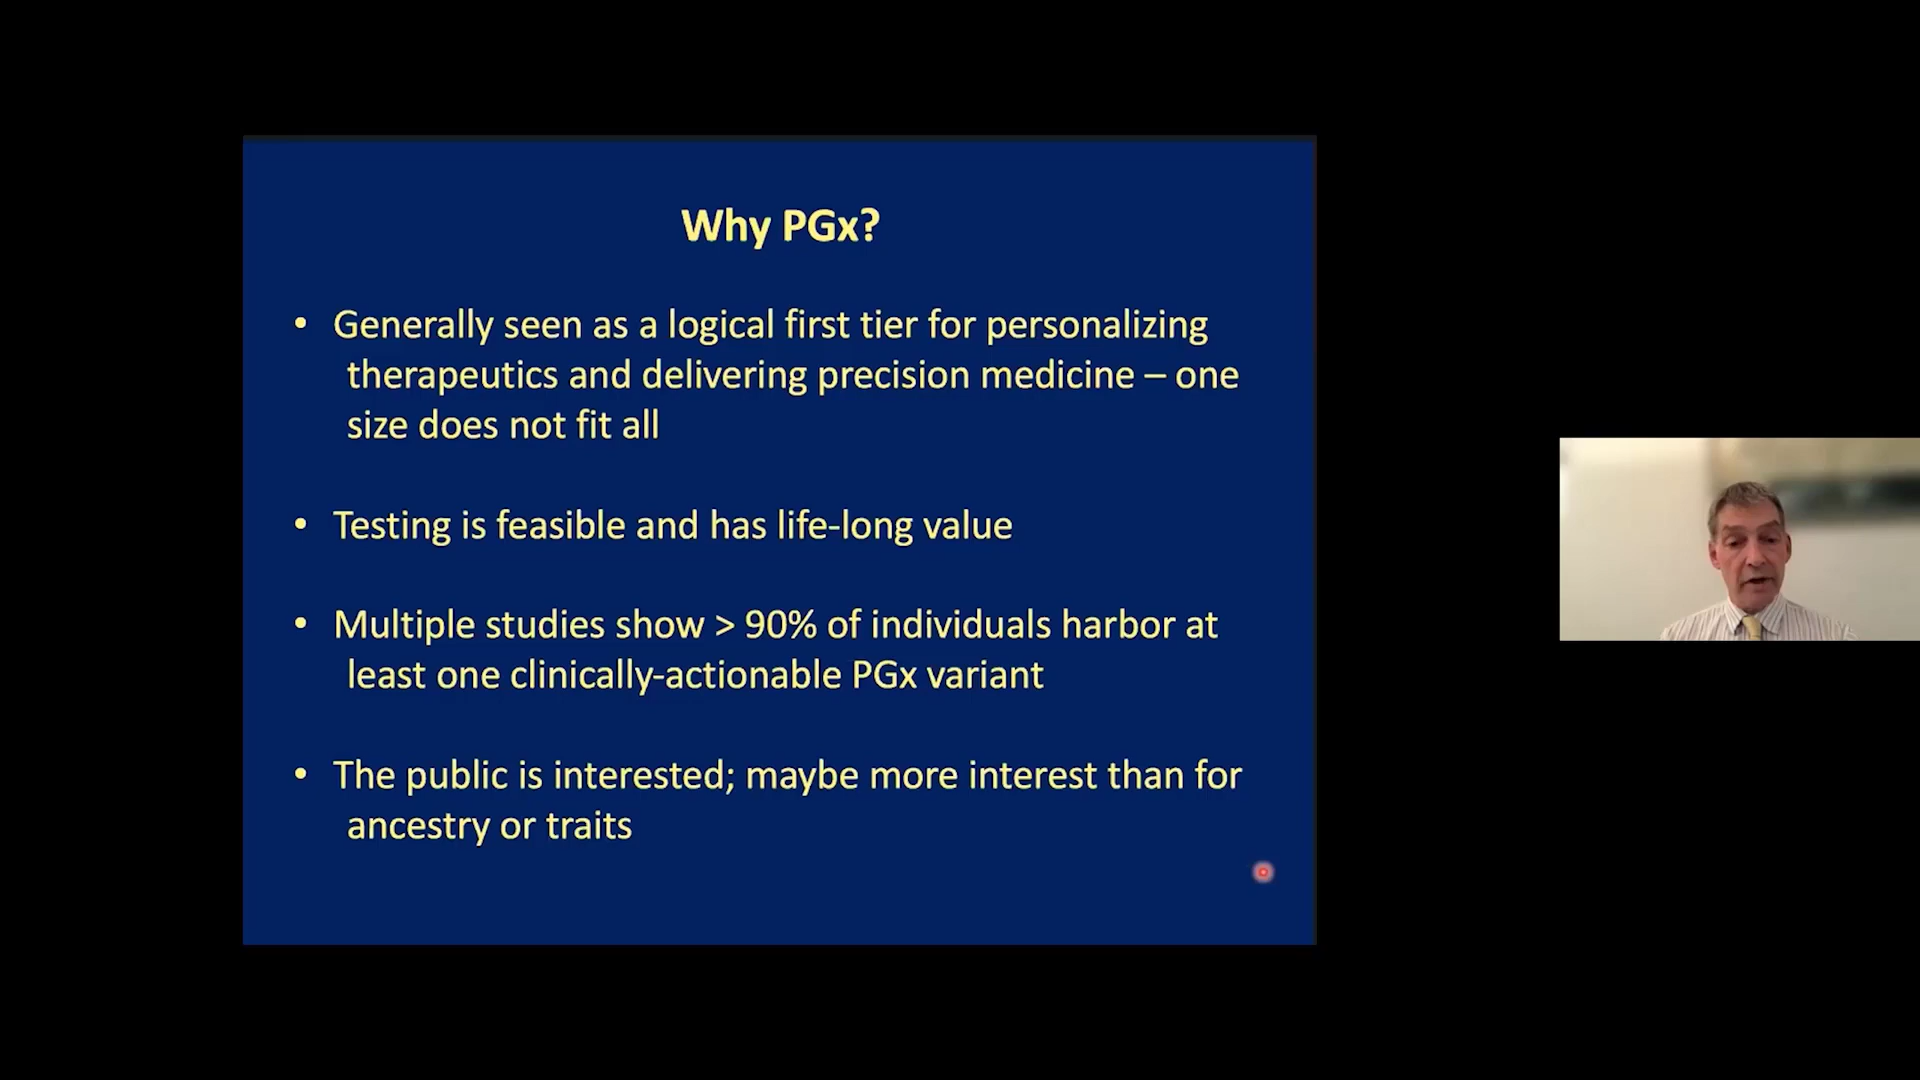 Why PGx?
• Generally seen as a logical first tier for personalizing
therapeutics and delivering precision medicine – one
size does not fit all
• Testing is feasible and has life-long value
• Multiple studies show > 90% of individuals harbor at
least one clinically-actionable PGx variant
• The public is interested; maybe more interest than for
ancestry or traits